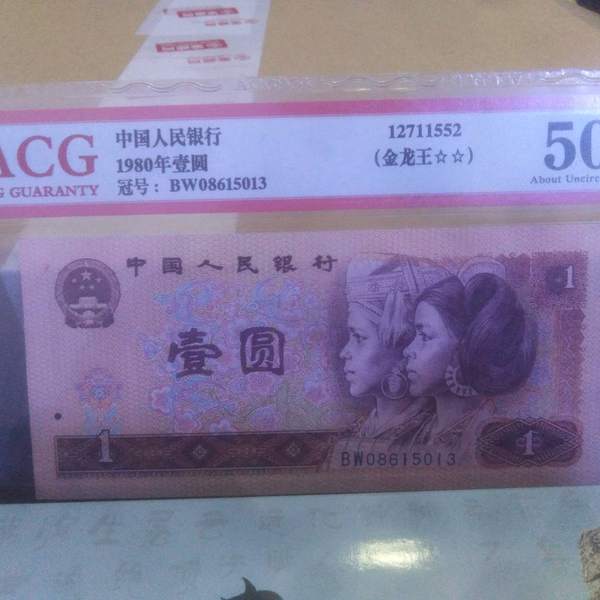 ACG
NG GUARANTY
中国人民银行
1980年壹圆
冠号： BW08615013
12711552
（金龙王☆☆）
50
About Uncirc
中国人民银行
1
壹圆
1
BW08615013
1